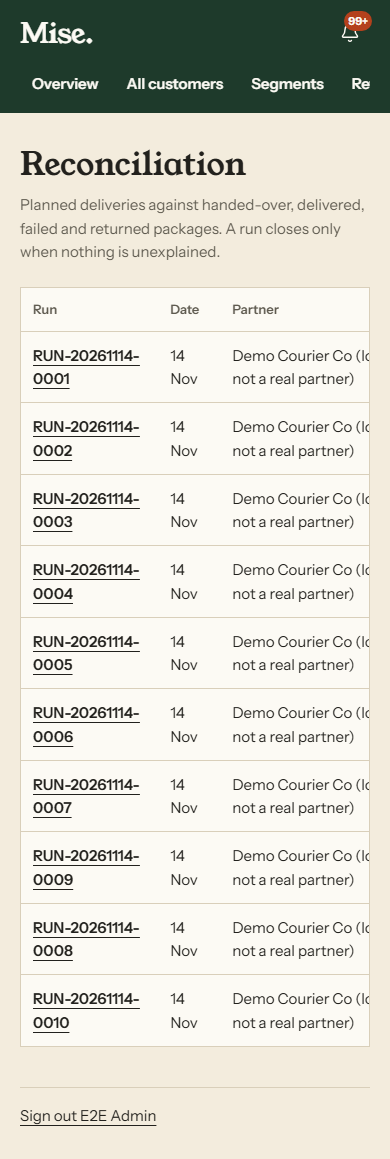 Mise.
99+
Overview All customers Segments
Reconciliation
Planned deliveries against handed-over, delivered,
failed and returned packages. A run closes only
when nothing is unexplained.
Run Date Partner
RUN-20261114- 14 Demo Courier Co
0001 Nov not a real partner)
RUN-20261114- 14 Demo Courier Co
0002 Nov not a real partner)
RUN-20261114- 14 Demo Courier Co
0003 Nov not a real partner)
RUN-20261114- 14 Demo Courier Co
0004 Nov not a real partner)
RUN-20261114- 14 Demo Courier Co
0005 Nov not a real partner)
RUN-20261114- 14 Demo Courier Co
0006 Nov not a real partner)
RUN-20261114- 14 Demo Courier Co
0007 Nov not a real partner)
RUN-20261114- 14 Demo Courier Co
0009 Nov not a real partner)
RUN-20261114- 14 Demo Courier Co
0008 Nov not a real partner)
RUN-20261114- 14 Demo Courier Co
0010 Nov not a real partner)
Sign out E2E Admin